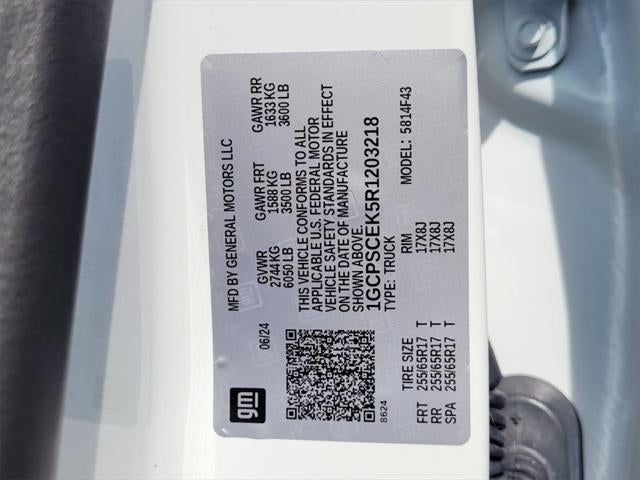 gm
MFD BY GENERAL MOTORS LLC
06/24
GVWR
2744 KG
6050 LB
GAWR FRT
1588 KG
3500 LB
GAWR RR
1633 KG
3600 LB
THIS VEHICLE CONFORMS TO ALL
APPLICABLE U.S. FEDERAL MOTOR
VEHICLE SAFETY STANDARDS IN EFFECT
ON THE DATE OF MANUFACTURE
SHOWN ABOVE.
1GCPSCEK5R1203218
TYPE: TRUCK
MODEL: 5814F43
8624
TIRE SIZE RIM
FRT 255/65R17 T 17X8J
RR 255/65R17 T 17X8J
SPA 255/65R17 T 17X8J